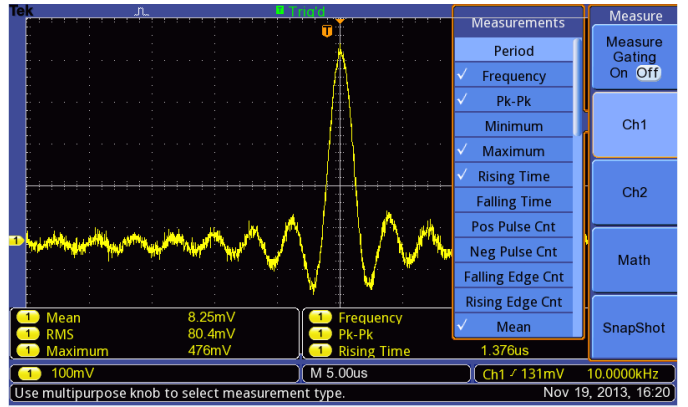 Tek
T Trig'd
T
Measurements
Period
Frequency
Pk-Pk
Minimum
Maximum
Rising Time
Falling Time
Pos Pulse Cnt
Neg Pulse Cnt
Falling Edge Cnt
Rising Edge Cnt
Mean
Measure
Measure
Gating
On Off
Ch1
Ch2
Math
SnapShot
1
1 Mean 8.25mV
1 RMS 80.4mV
1 Maximum 476mV
1 Frequency
1 Pk-Pk
1 Rising Time 1.376us
1 100mV
M 5.00us
Ch1 131mV 10.0000kHz
Use multipurpose knob to select measurement type.
Nov 19, 2013, 16:20